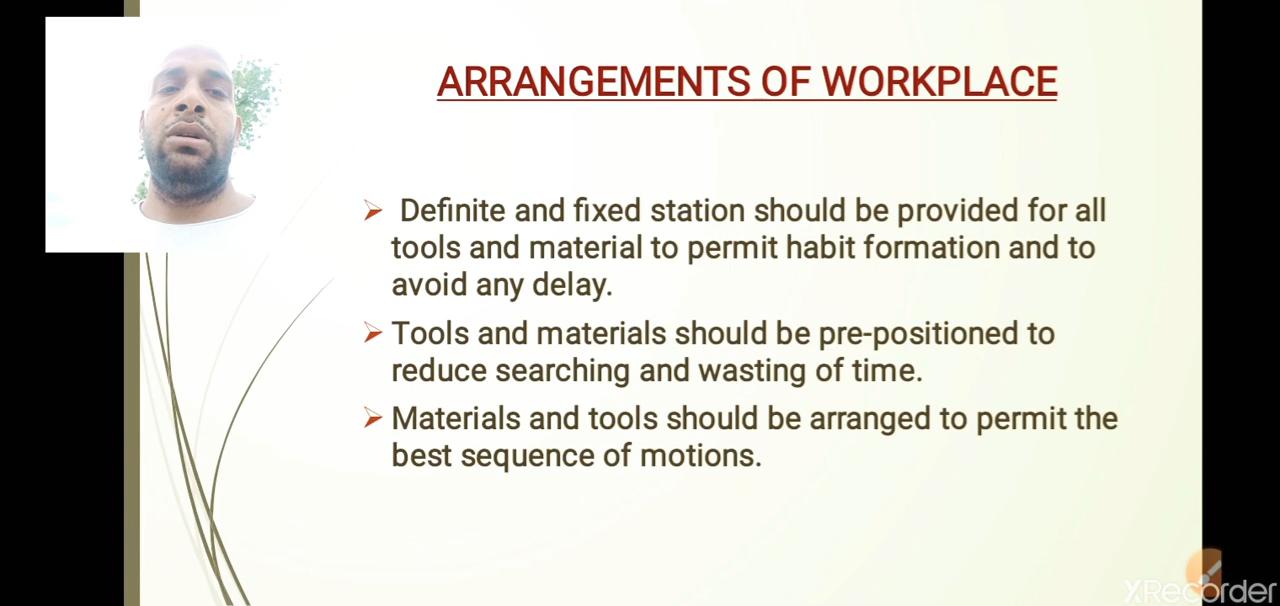 ARRANGEMENTS OF WORKPLACE
Definite and fixed station should be provided for all
tools and material to permit habit formation and to
avoid any delay.
Tools and materials should be pre-positioned to
reduce searching and wasting of time.
Materials and tools should be arranged to permit the
best sequence of motions.
XRecorder